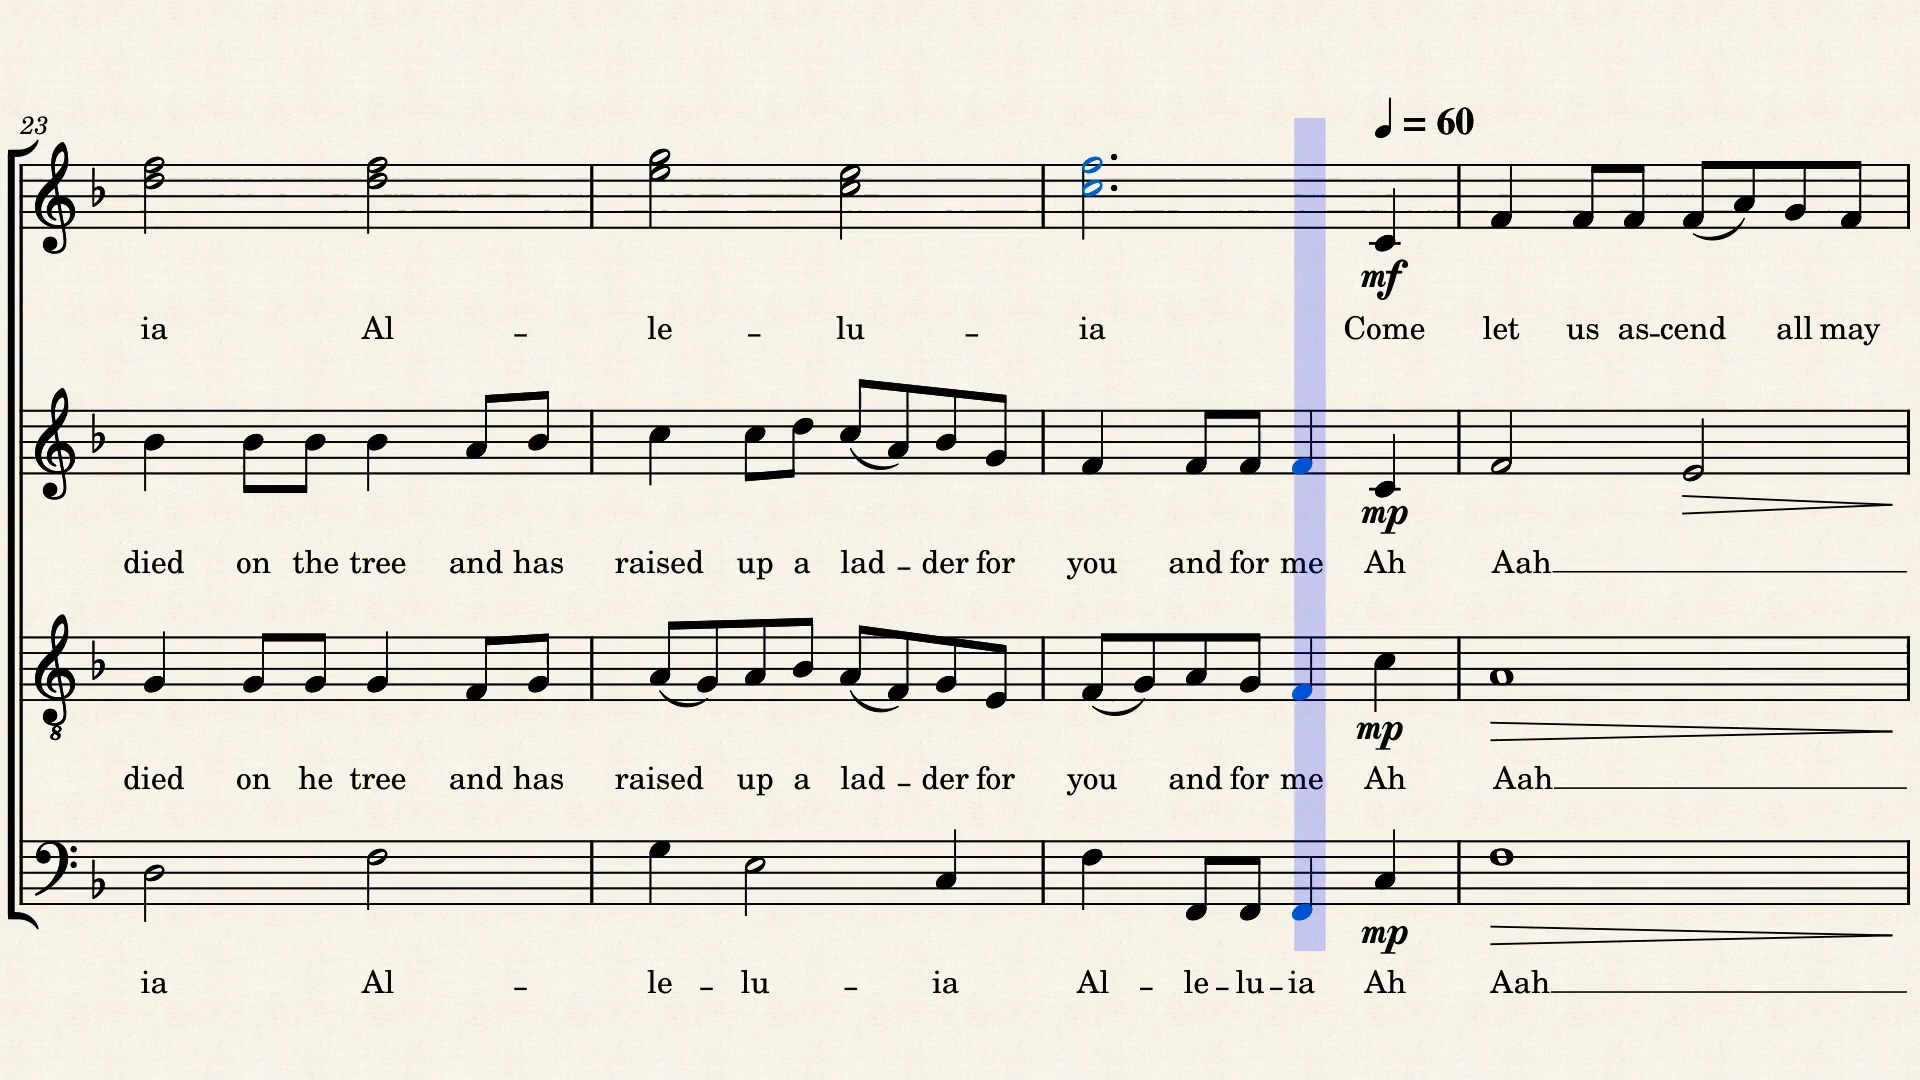 23
♩ = 60
mf
ia Al - le - lu - ia Come let us as-cend all may
mp
died on the tree and has raised up a lad - der for you and for me Ah Aah
mp
died on he tree and has raised up a lad - der for you and for me Ah Aah
8
mp
ia Al - le - lu - ia Al - le - lu - ia Ah Aah